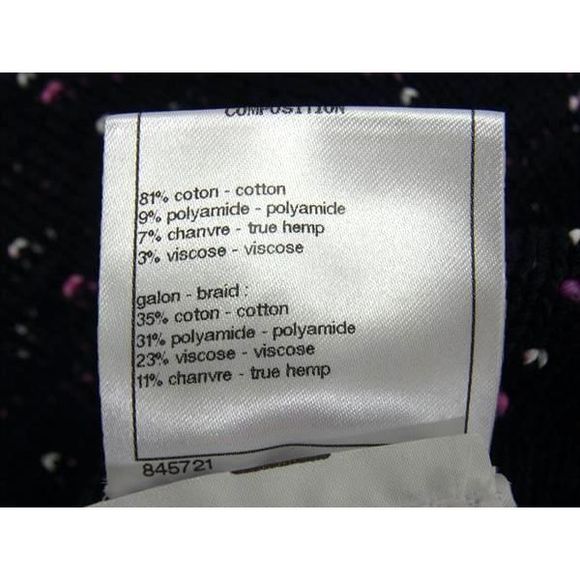 COMPOSITION
81% coton - cotton
9% polyamide - polyamide
7% chanvre - true hemp
3% viscose - viscose
galon - braid :
35% coton - cotton
31% polyamide - polyamide
23% viscose - viscose
11% chanvre - true hemp
845721